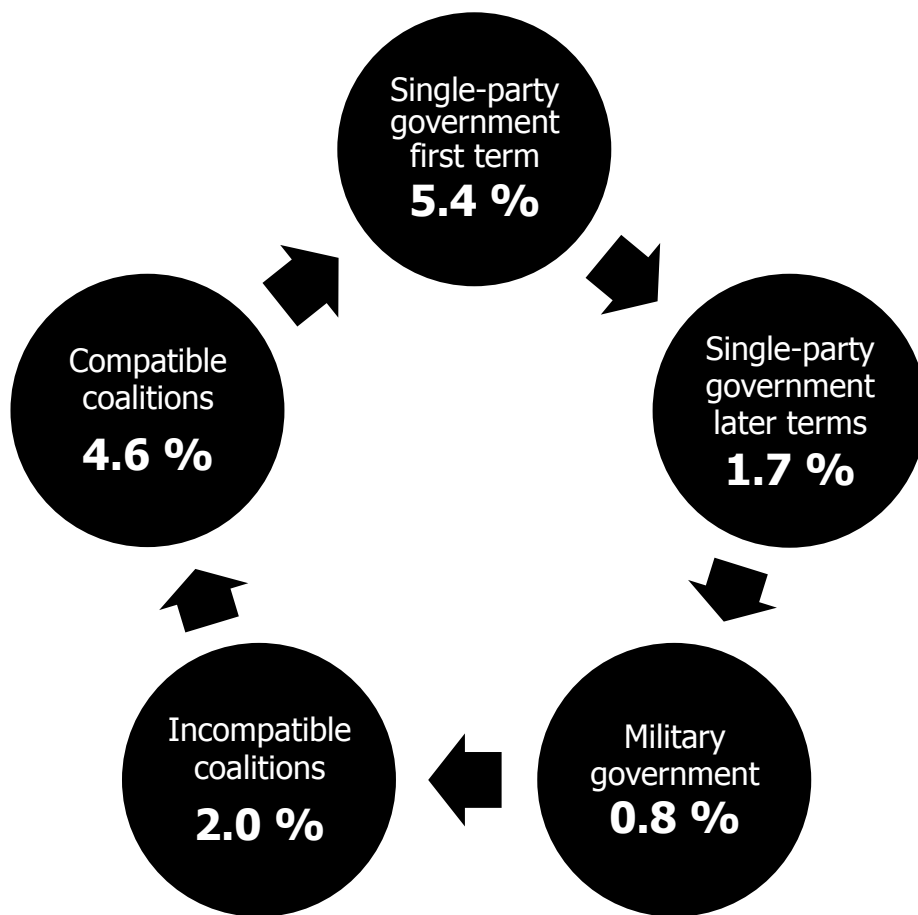 Single-party
government
first term
5.4 %
Single-party
government
later terms
1.7 %
Military
government
0.8 %
Incompatible
coalitions
2.0 %
Compatible
coalitions
4.6 %